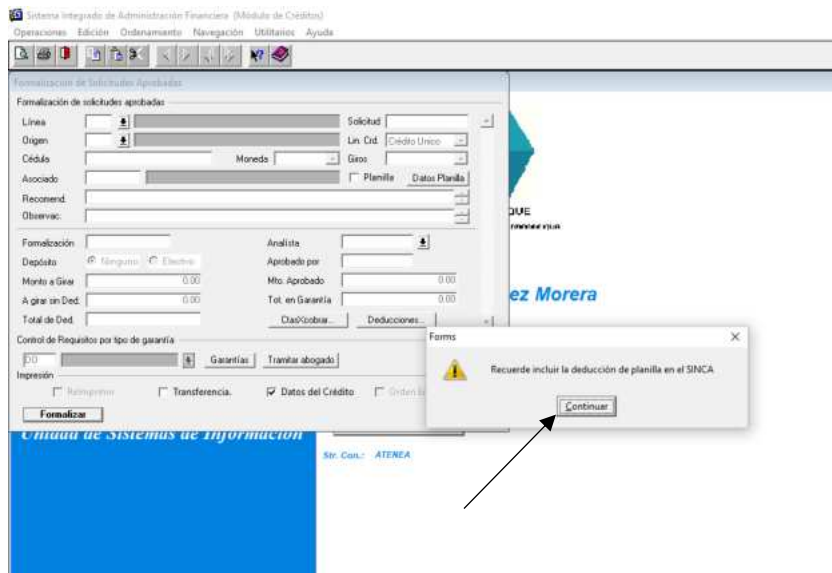 Sistema Integrado de Administración Financiera (Módulo de Créditos)
Operaciones Edición Ordenamiento Navegación Utilitarios Ayuda
Formalización de Solicitudes Aprobadas
Formalización de solicitudes aprobadas
Línea Solicitud
Origen Lin. Crd. Crédito Unico
Cédula Moneda Giros
Asociado Planilla Datos Planilla
Recomend.
Observac.
Formalización Analista
Depósito Ninguno Efectivo Aprobado por
Monto a Girar 0.00 Mto. Aprobado 0.00
A girar sin Ded. 0.00 Tot. en Garantía 0.00
Total de Ded. CtasXcobrar... Deducciones...
Control de Requisitos por tipo de garantía
DO Garantías Tramitar abogado
Impresión
Reimprimir Transferencia. Datos del Crédito Orden
Formalizar
QUE
ez Morera
Forms
Recuerde incluir la deducción de planilla en el SINCA
Continuar
Unidad de Sistemas de Información
Str. Con.: ATENEA